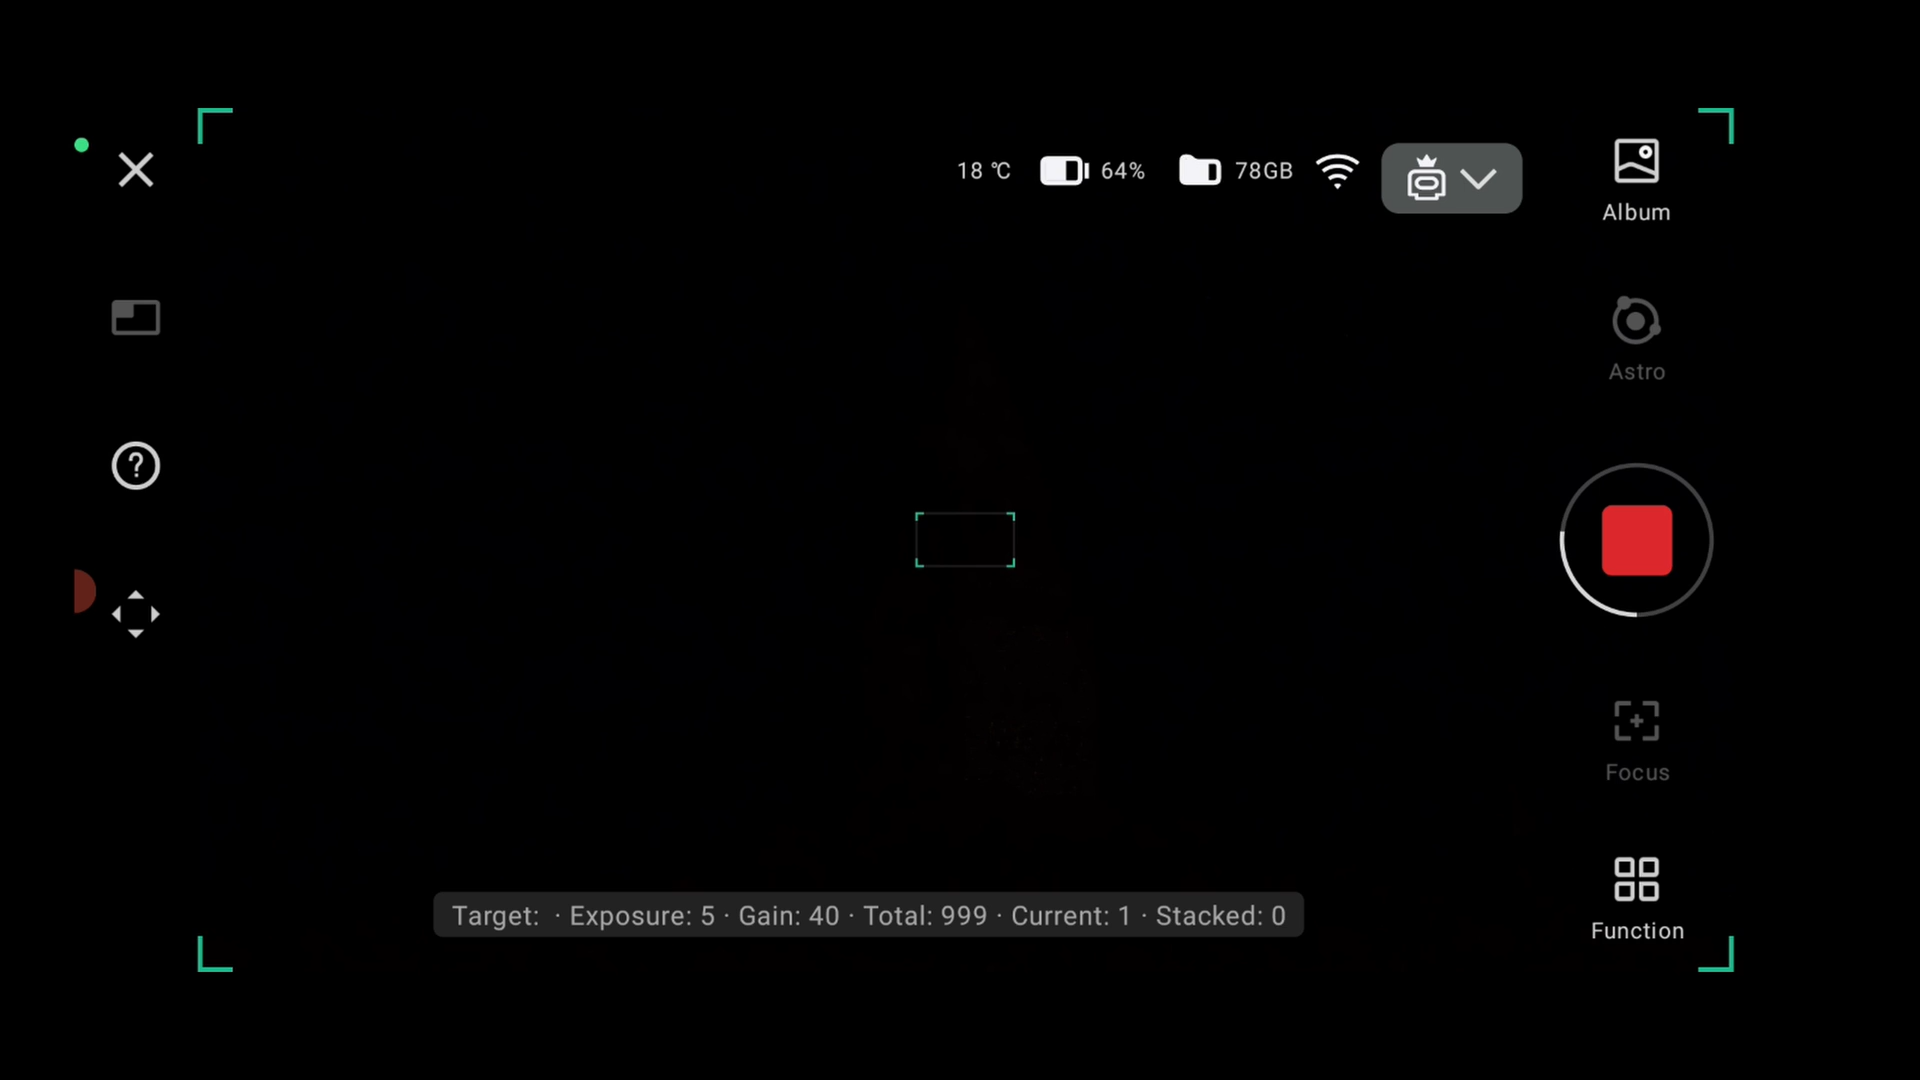 18 ℃ 64% 78GB
Album
Astro
Focus
Target: · Exposure: 5 · Gain: 40 · Total: 999 · Current: 1 · Stacked: 0
Function